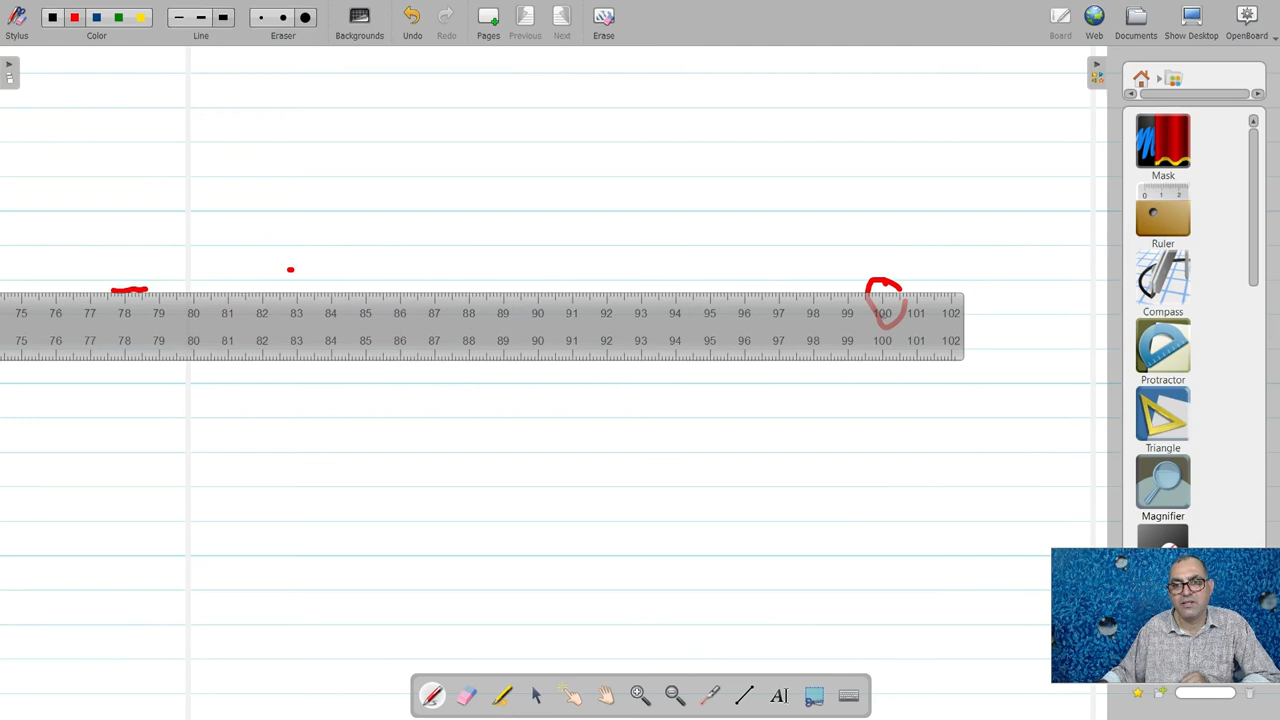 Stylus Color Line Eraser Backgrounds Undo Redo Pages Previous Next Erase Board Web Documents Show Desktop OpenBoard
Mask
0 1 2
Ruler
Compass
Protractor
Triangle
Magnifier
75 76 77 78 79 80 81 82 83 84 85 86 87 88 89 90 91 92 93 94 95 96 97 98 99 100 101 102
75 76 77 78 79 80 81 82 83 84 85 86 87 88 89 90 91 92 93 94 95 96 97 98 99 100 101 102